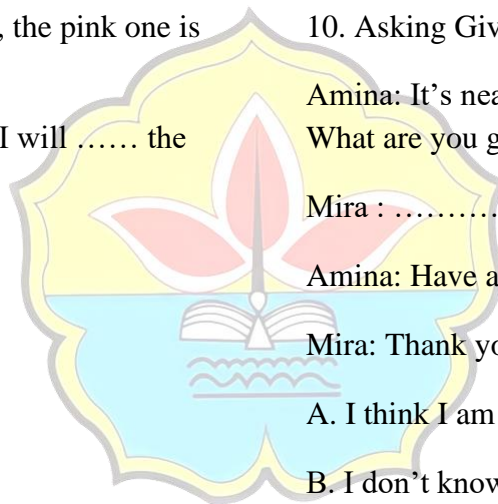 , the pink one is
I will …… the
10. Asking Giv
Amina: It’s nea
What are you g
Mira : ……….
Amina: Have a
Mira: Thank yo
A. I think I am
B. I don’t know